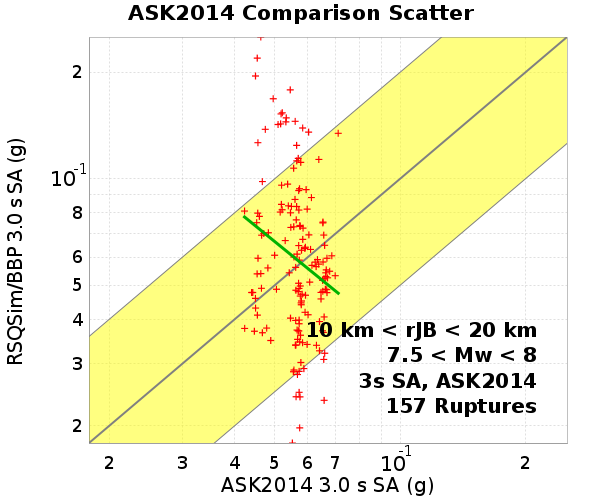 ASK2014 Comparison Scatter
RSQSim/BBP 3.0 s SA (g)
2
10⁻¹
8
6
5
4
3
2
10 km < rJB < 20 km
7.5 < Mw < 8
3s SA, ASK2014
157 Ruptures
2 3 4 5 6 7 10⁻¹ 2
ASK2014 3.0 s SA (g)